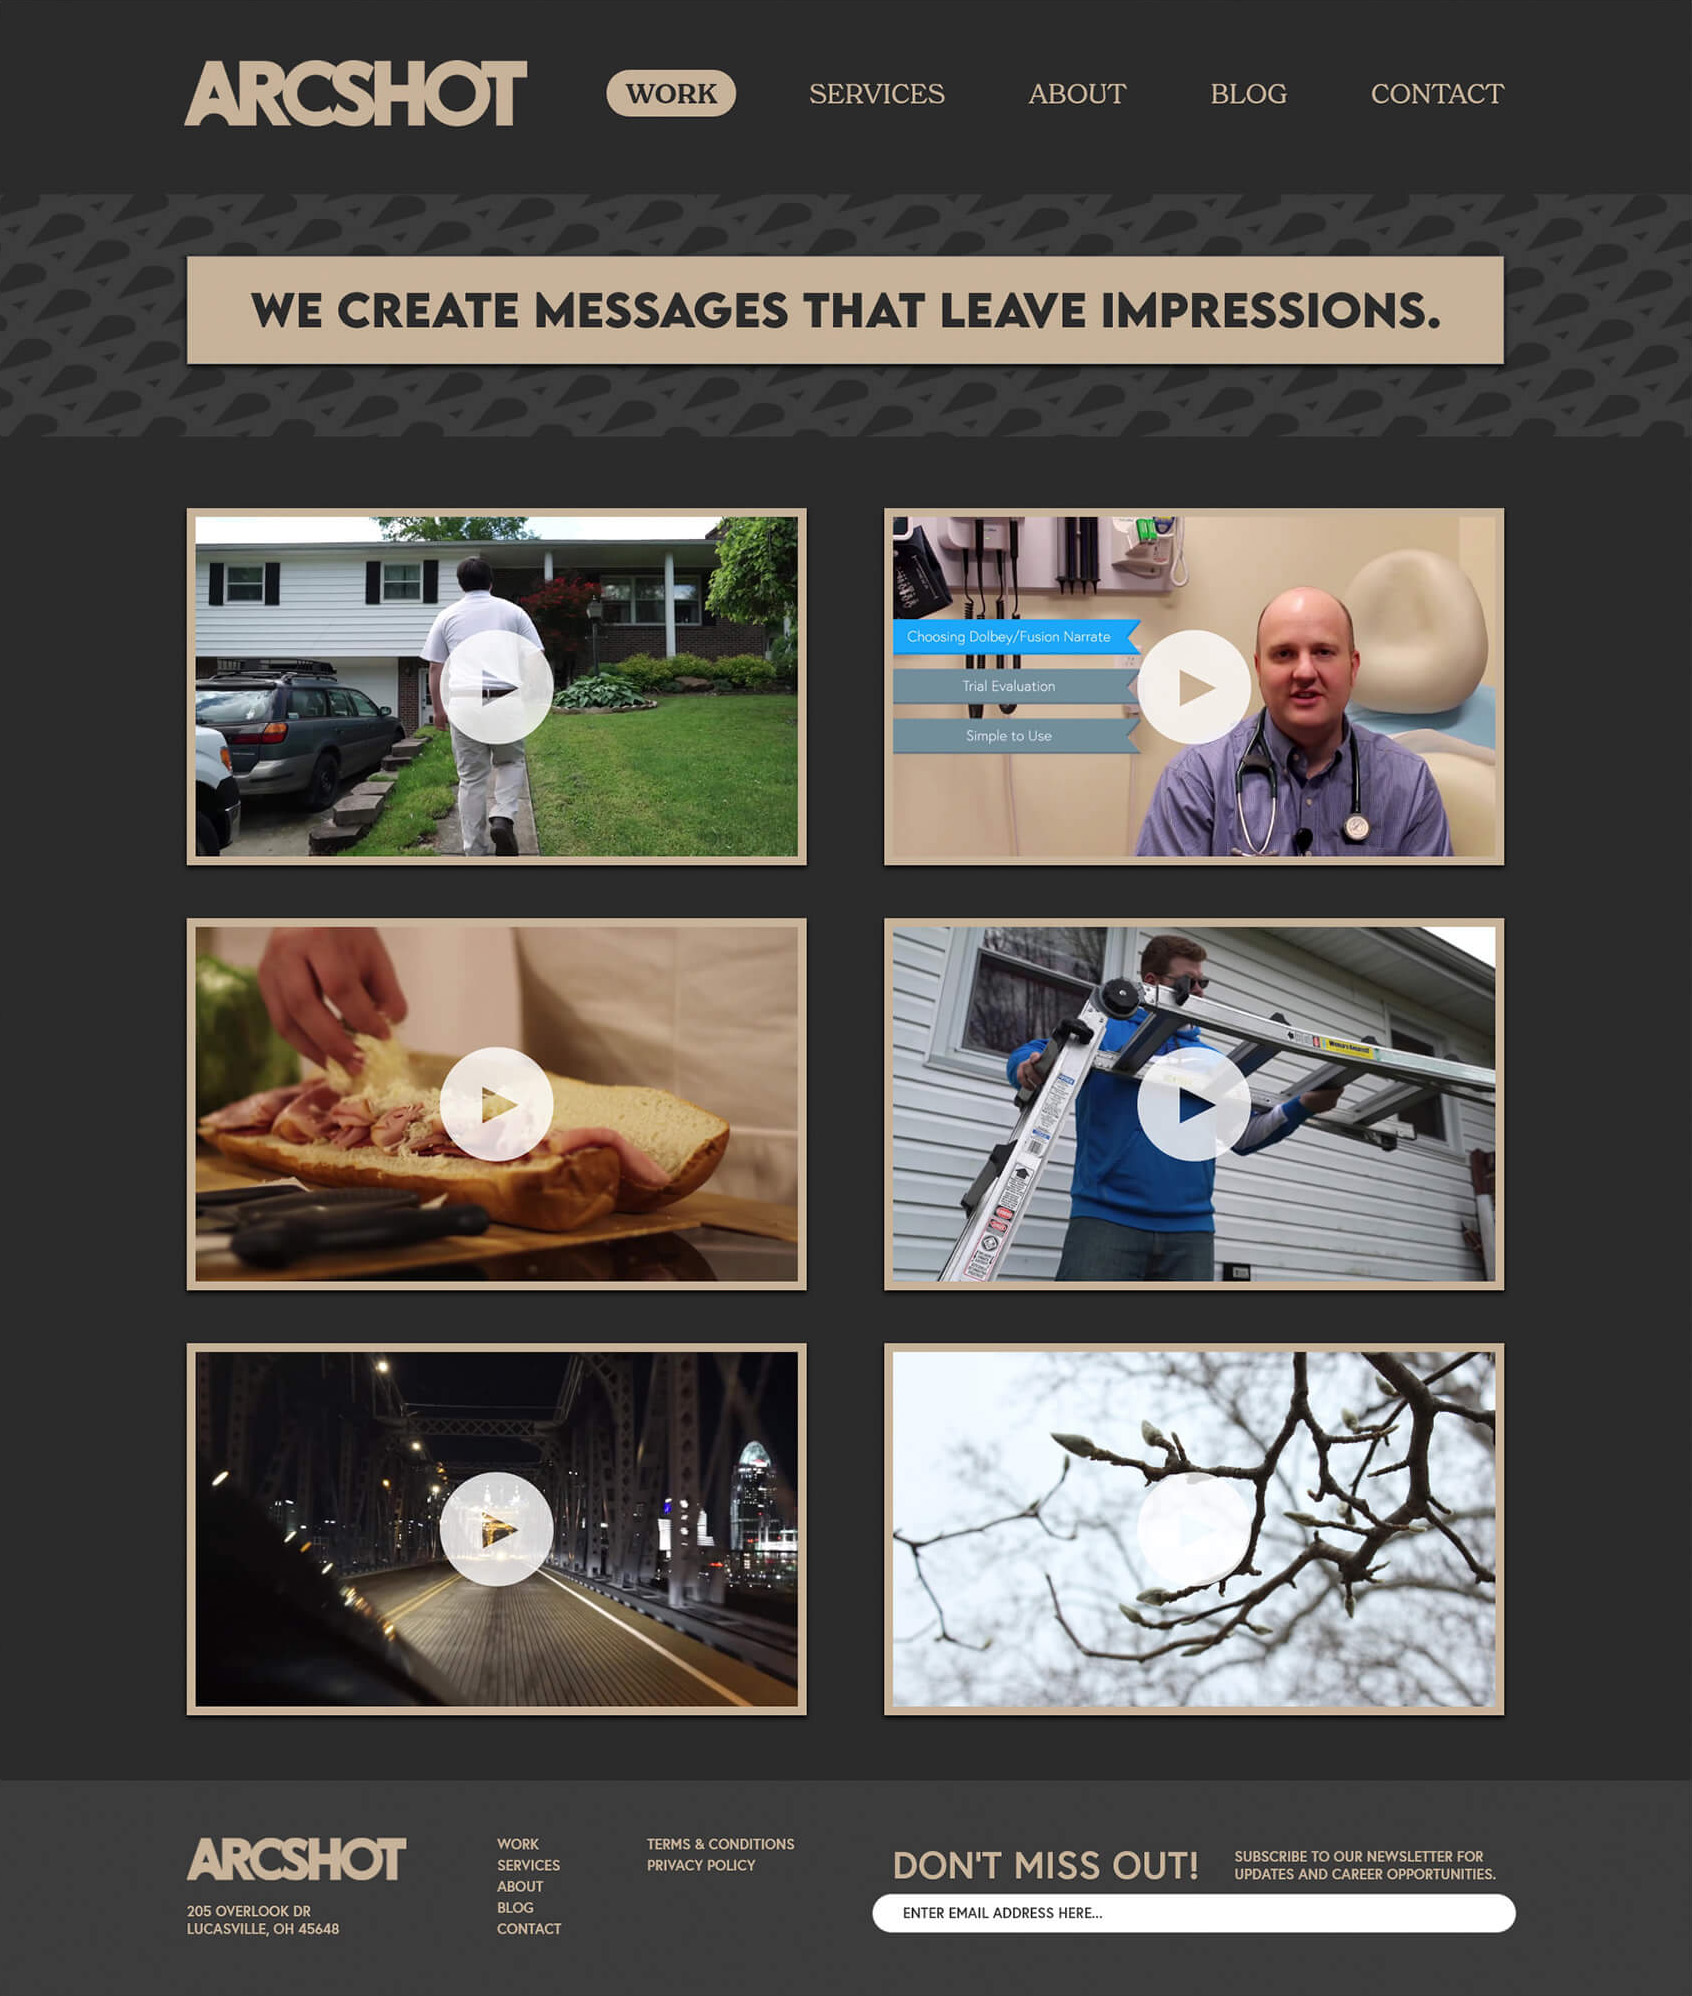 ARCSHOT
WORK
SERVICES
ABOUT
BLOG
CONTACT
WE CREATE MESSAGES THAT LEAVE IMPRESSIONS.
Choosing Dolbey/Fusion Narrate
Trial Evaluation
Simple to Use
ARCSHOT
205 OVERLOOK DR
LUCASVILLE, OH 45648
WORK
SERVICES
ABOUT
BLOG
CONTACT
TERMS & CONDITIONS
PRIVACY POLICY
DON'T MISS OUT!
SUBSCRIBE TO OUR NEWSLETTER FOR
UPDATES AND CAREER OPPORTUNITIES.
ENTER EMAIL ADDRESS HERE...